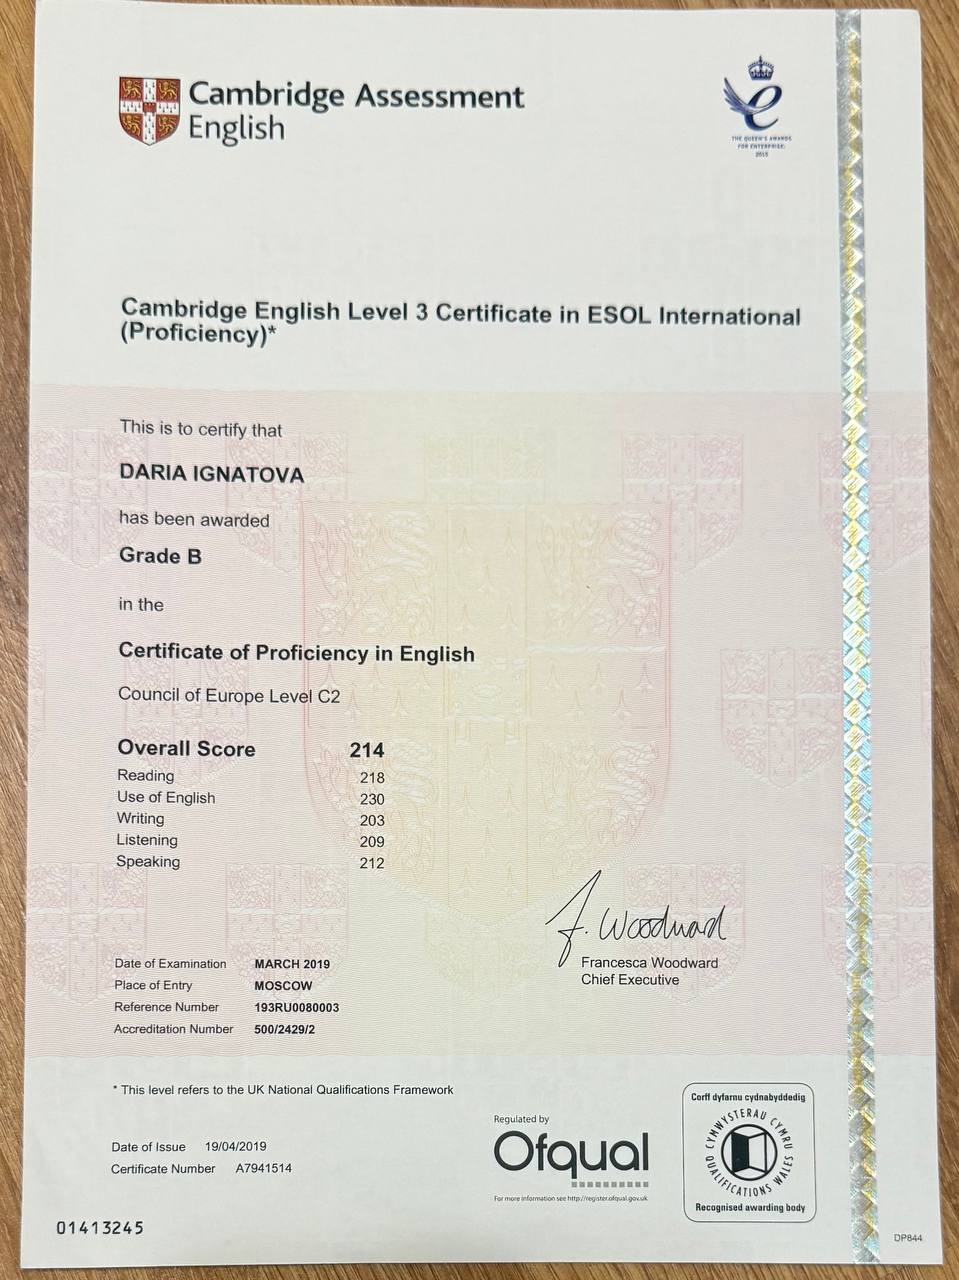 Cambridge Assessment
English
THE QUEEN'S AWARDS
FOR ENTERPRISE:
2015
Cambridge English Level 3 Certificate in ESOL International
(Proficiency)*
This is to certify that
DARIA IGNATOVA
has been awarded
Grade B
in the
Certificate of Proficiency in English
Council of Europe Level C2
Overall Score 214
Reading 218
Use of English 230
Writing 203
Listening 209
Speaking 212
F. Woodward
Francesca Woodward
Chief Executive
Date of Examination MARCH 2019
Place of Entry MOSCOW
Reference Number 193RU0080003
Accreditation Number 500/2429/2
* This level refers to the UK National Qualifications Framework
Date of Issue 19/04/2019
Certificate Number A7941514
Regulated by
Ofqual
For more information see http://register.ofqual.gov.uk
Corff dyfarnu cydnabyddedig
CYMWYSTERAU CYMRU
QUALIFICATIONS WALES
Recognised awarding body
01413245
DP844